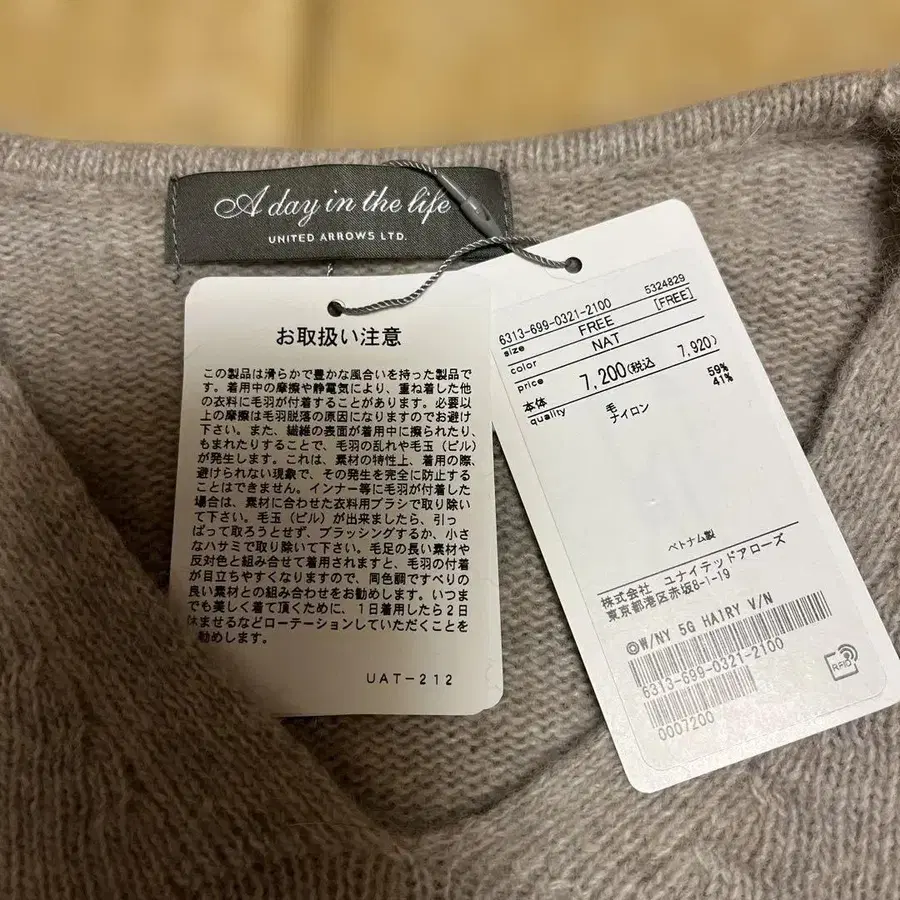 A day in the life
UNITED ARROWS LTD.
お取扱い注意
この製品は滑らかで豊かな風合いを持った製品で
す。着用中の摩擦や静電気により、重ね着した他
の衣料に毛羽が付着することがあります。必要以
上の摩擦は毛羽脱落の原因になりますのでお避け
下さい。また、繊維の表面が着用中に擦られたり、
もまれたりすることで、毛羽の乱れや毛玉（ピル）
が発生します。これは、素材の特性上、着用の際、
避けられない現象で、その発生を完全に防止する
ことはできません。インナー等に毛羽が付着した
場合は、素材に合わせた衣料用ブラシで取り除い
て下さい。毛玉（ピル）が出来ましたら、引っ
ぱって取ろうとせず、ブラッシングするか、小さ
なハサミで取り除いて下さい。毛足の長い素材や
反対色と組み合せて着用されますと、毛羽の付着
が目立ちやすくなりますので、同色調ですべりの
良い素材との組み合わせをお勧めします。いつま
でも美しく着て頂くために、1日着用したら2日
休ませるなどローテーションしていただくことを
お勧めします。
UAT-212
6313-699-0321-2100 5324829
size FREE [FREE]
color NAT
price
本体 7,200(税込 7,920)
quality 毛 59%
ナイロン 41%
ベトナム製
株式会社 ユナイテッドアローズ
東京都港区赤坂8-1-19
©W/NY 5G HAIRY V/N
6313-699-0321-2100
0007200
RFID